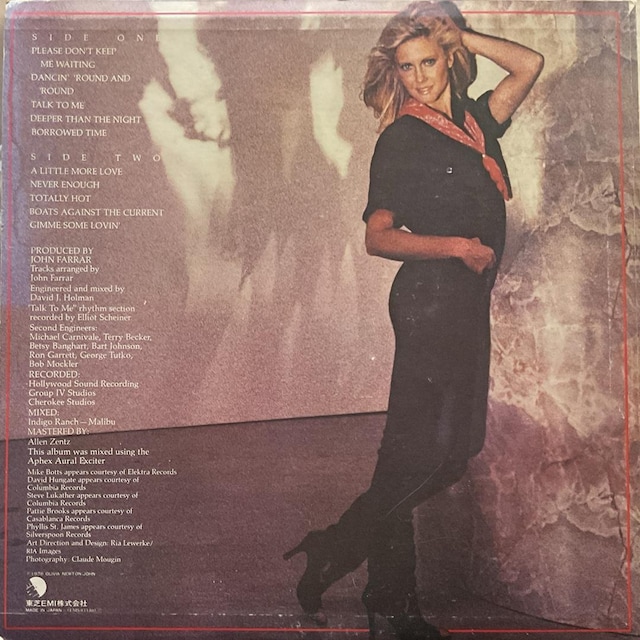 SIDE ONE
PLEASE DON'T KEEP
ME WAITING
DANCIN' 'ROUND AND
'ROUND
TALK TO ME
DEEPER THAN THE NIGHT
BORROWED TIME
SIDE TWO
A LITTLE MORE LOVE
NEVER ENOUGH
TOTALLY HOT
BOATS AGAINST THE CURRENT
GIMME SOME LOVIN'
PRODUCED BY
JOHN FARRAR
Tracks arranged by
John Farrar
Engineered and mixed by
David J. Holman
"Talk To Me" rhythm section
recorded by Elliot Scheiner
Second Engineers:
Michael Carnivale, Terry Becker,
Betsy Banghart, Bart Johnson,
Ron Garrett, George Tutko,
Bob Mockler
RECORDED:
Hollywood Sound Recording
Group IV Studios
Cherokee Studios
MIXED:
Indigo Ranch—Malibu
MASTERED BY:
Allen Zentz
This album was mixed using the
Aphex Aural Exciter
Mike Botts appears courtesy of Elektra Records
David Hungate appears courtesy of
Columbia Records
Steve Lukather appears courtesy of
Columbia Records
Pattie Brooks appears courtesy of
Casablanca Records
Phyllis St. James appears courtesy of
Silverspoon Records
Art Direction and Design: Ria Lewerke/
RIA Images
Photography: Claude Mougin
℗1978 OLIVIA NEWTON-JOHN
東芝EMI株式会社
MADE IN JAPAN